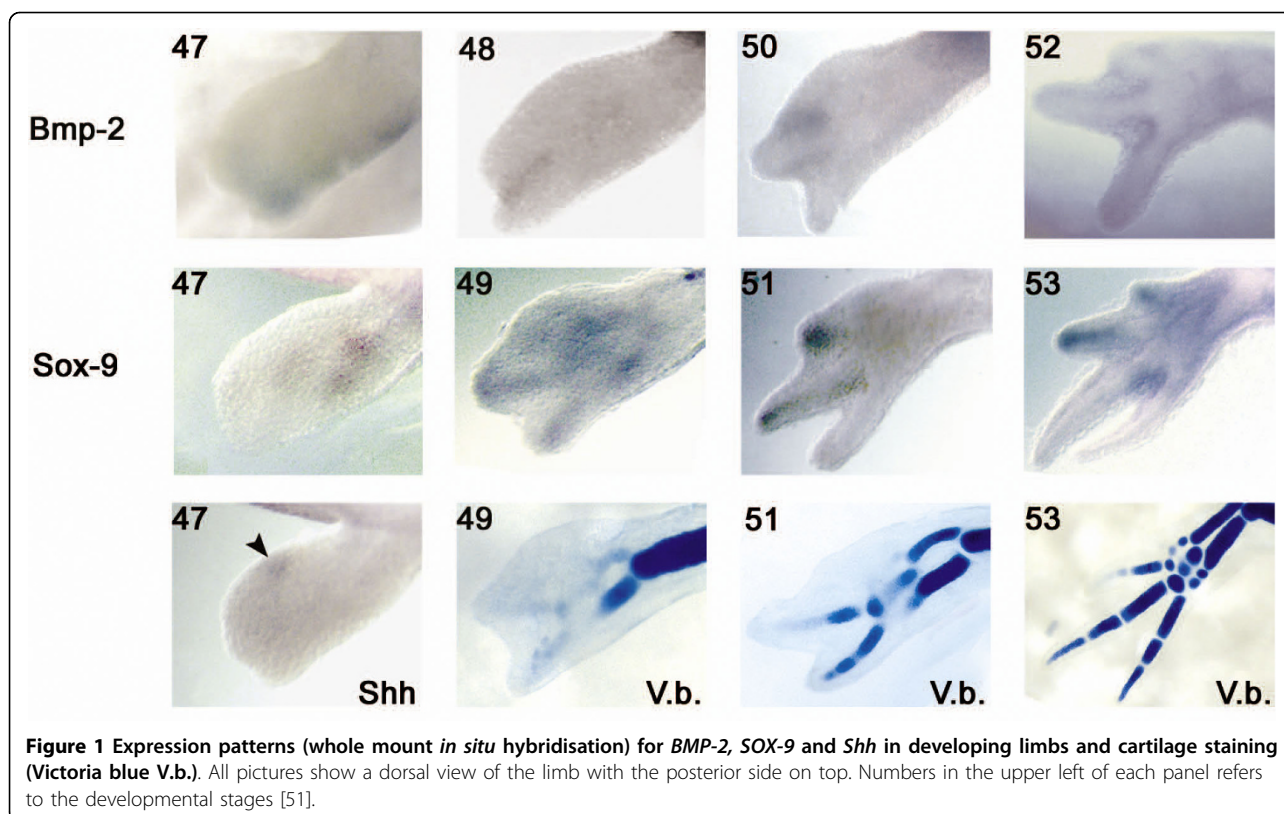 47 48 50 52
Bmp-2
47 49 51 53
Sox-9
47 49 51 53
Shh V.b. V.b. V.b.
Figure 1 Expression patterns (whole mount in situ hybridisation) for BMP-2, SOX-9 and Shh in developing limbs and cartilage staining
(Victoria blue V.b.). All pictures show a dorsal view of the limb with the posterior side on top. Numbers in the upper left of each panel refers
to the developmental stages [51].